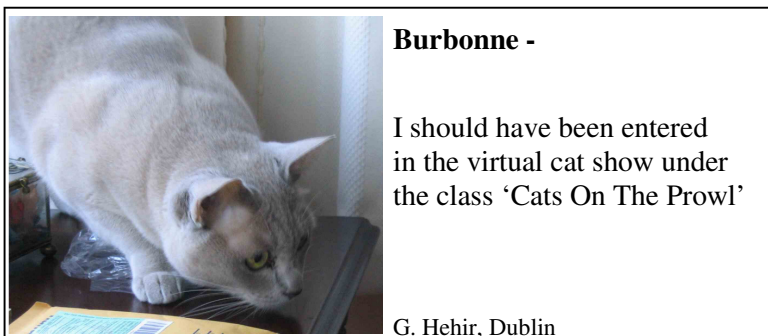 Burbonne -
I should have been entered
in the virtual cat show under
the class ‘Cats On The Prowl’
G. Hehir, Dublin